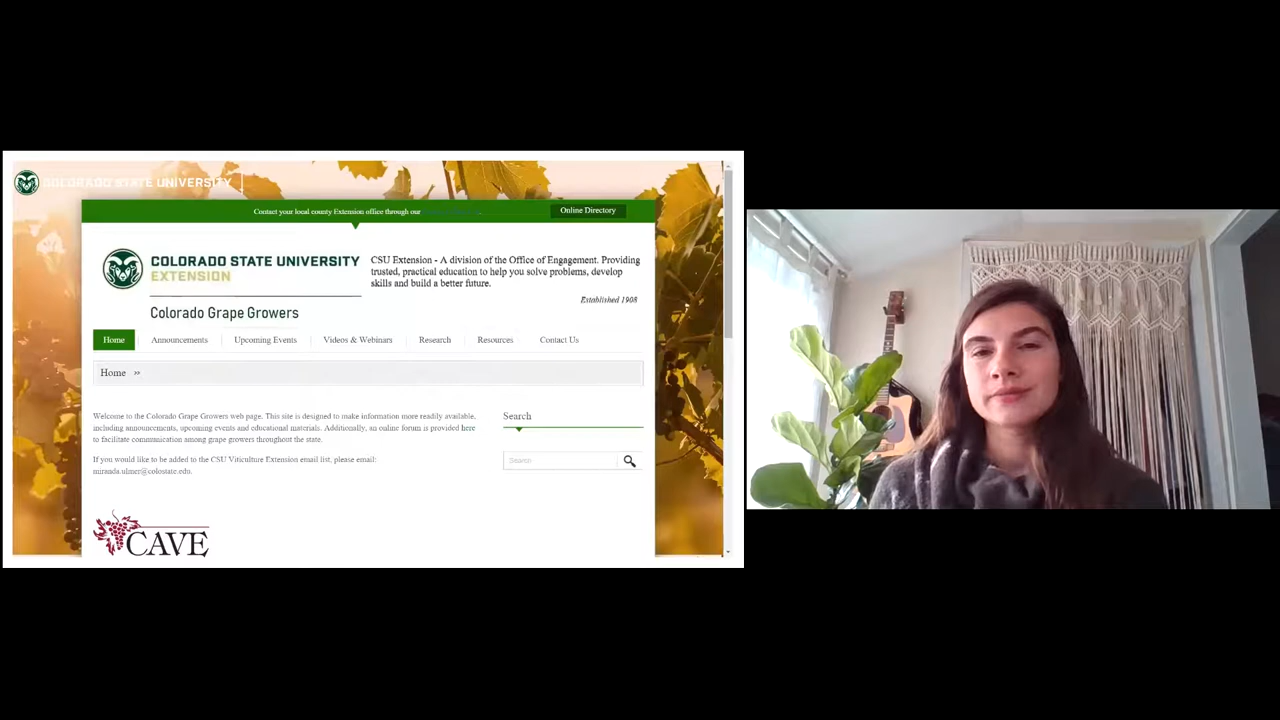 COLORADO STATE UNIVERSITY
Contact your local county Extension office through our
Online Directory
COLORADO STATE UNIVERSITY
EXTENSION
CSU Extension - A division of the Office of Engagement. Providing
trusted, practical education to help you solve problems, develop
skills and build a better future.
Established 1908
Colorado Grape Growers
Home
Announcements
Upcoming Events
Videos & Webinars
Research
Resources
Contact Us
Home »
Welcome to the Colorado Grape Growers web page. This site is designed to make information more readily available,
including announcements, upcoming events and educational materials. Additionally, an online forum is provided here
to facilitate communication among grape growers throughout the state.
If you would like to be added to the CSU Viticulture Extension email list, please email:
miranda.ulmer@colostate.edu.
Search
Search
CAVE